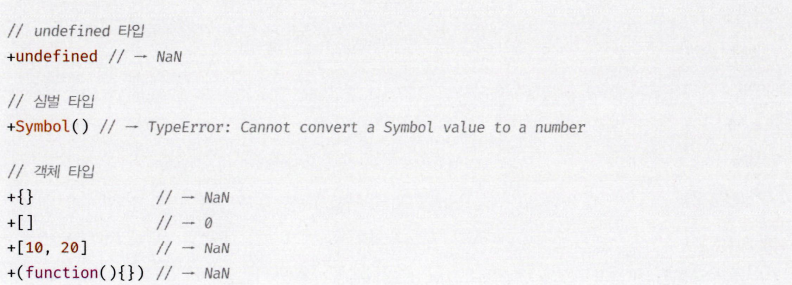 // undefined 타입
+undefined // → NaN
// 심벌 타입
+Symbol() // → TypeError: Cannot convert a Symbol value to a number
// 객체 타입
+{} // → NaN
+[] // → 0
+[10, 20] // → NaN
+(function(){}) // → NaN